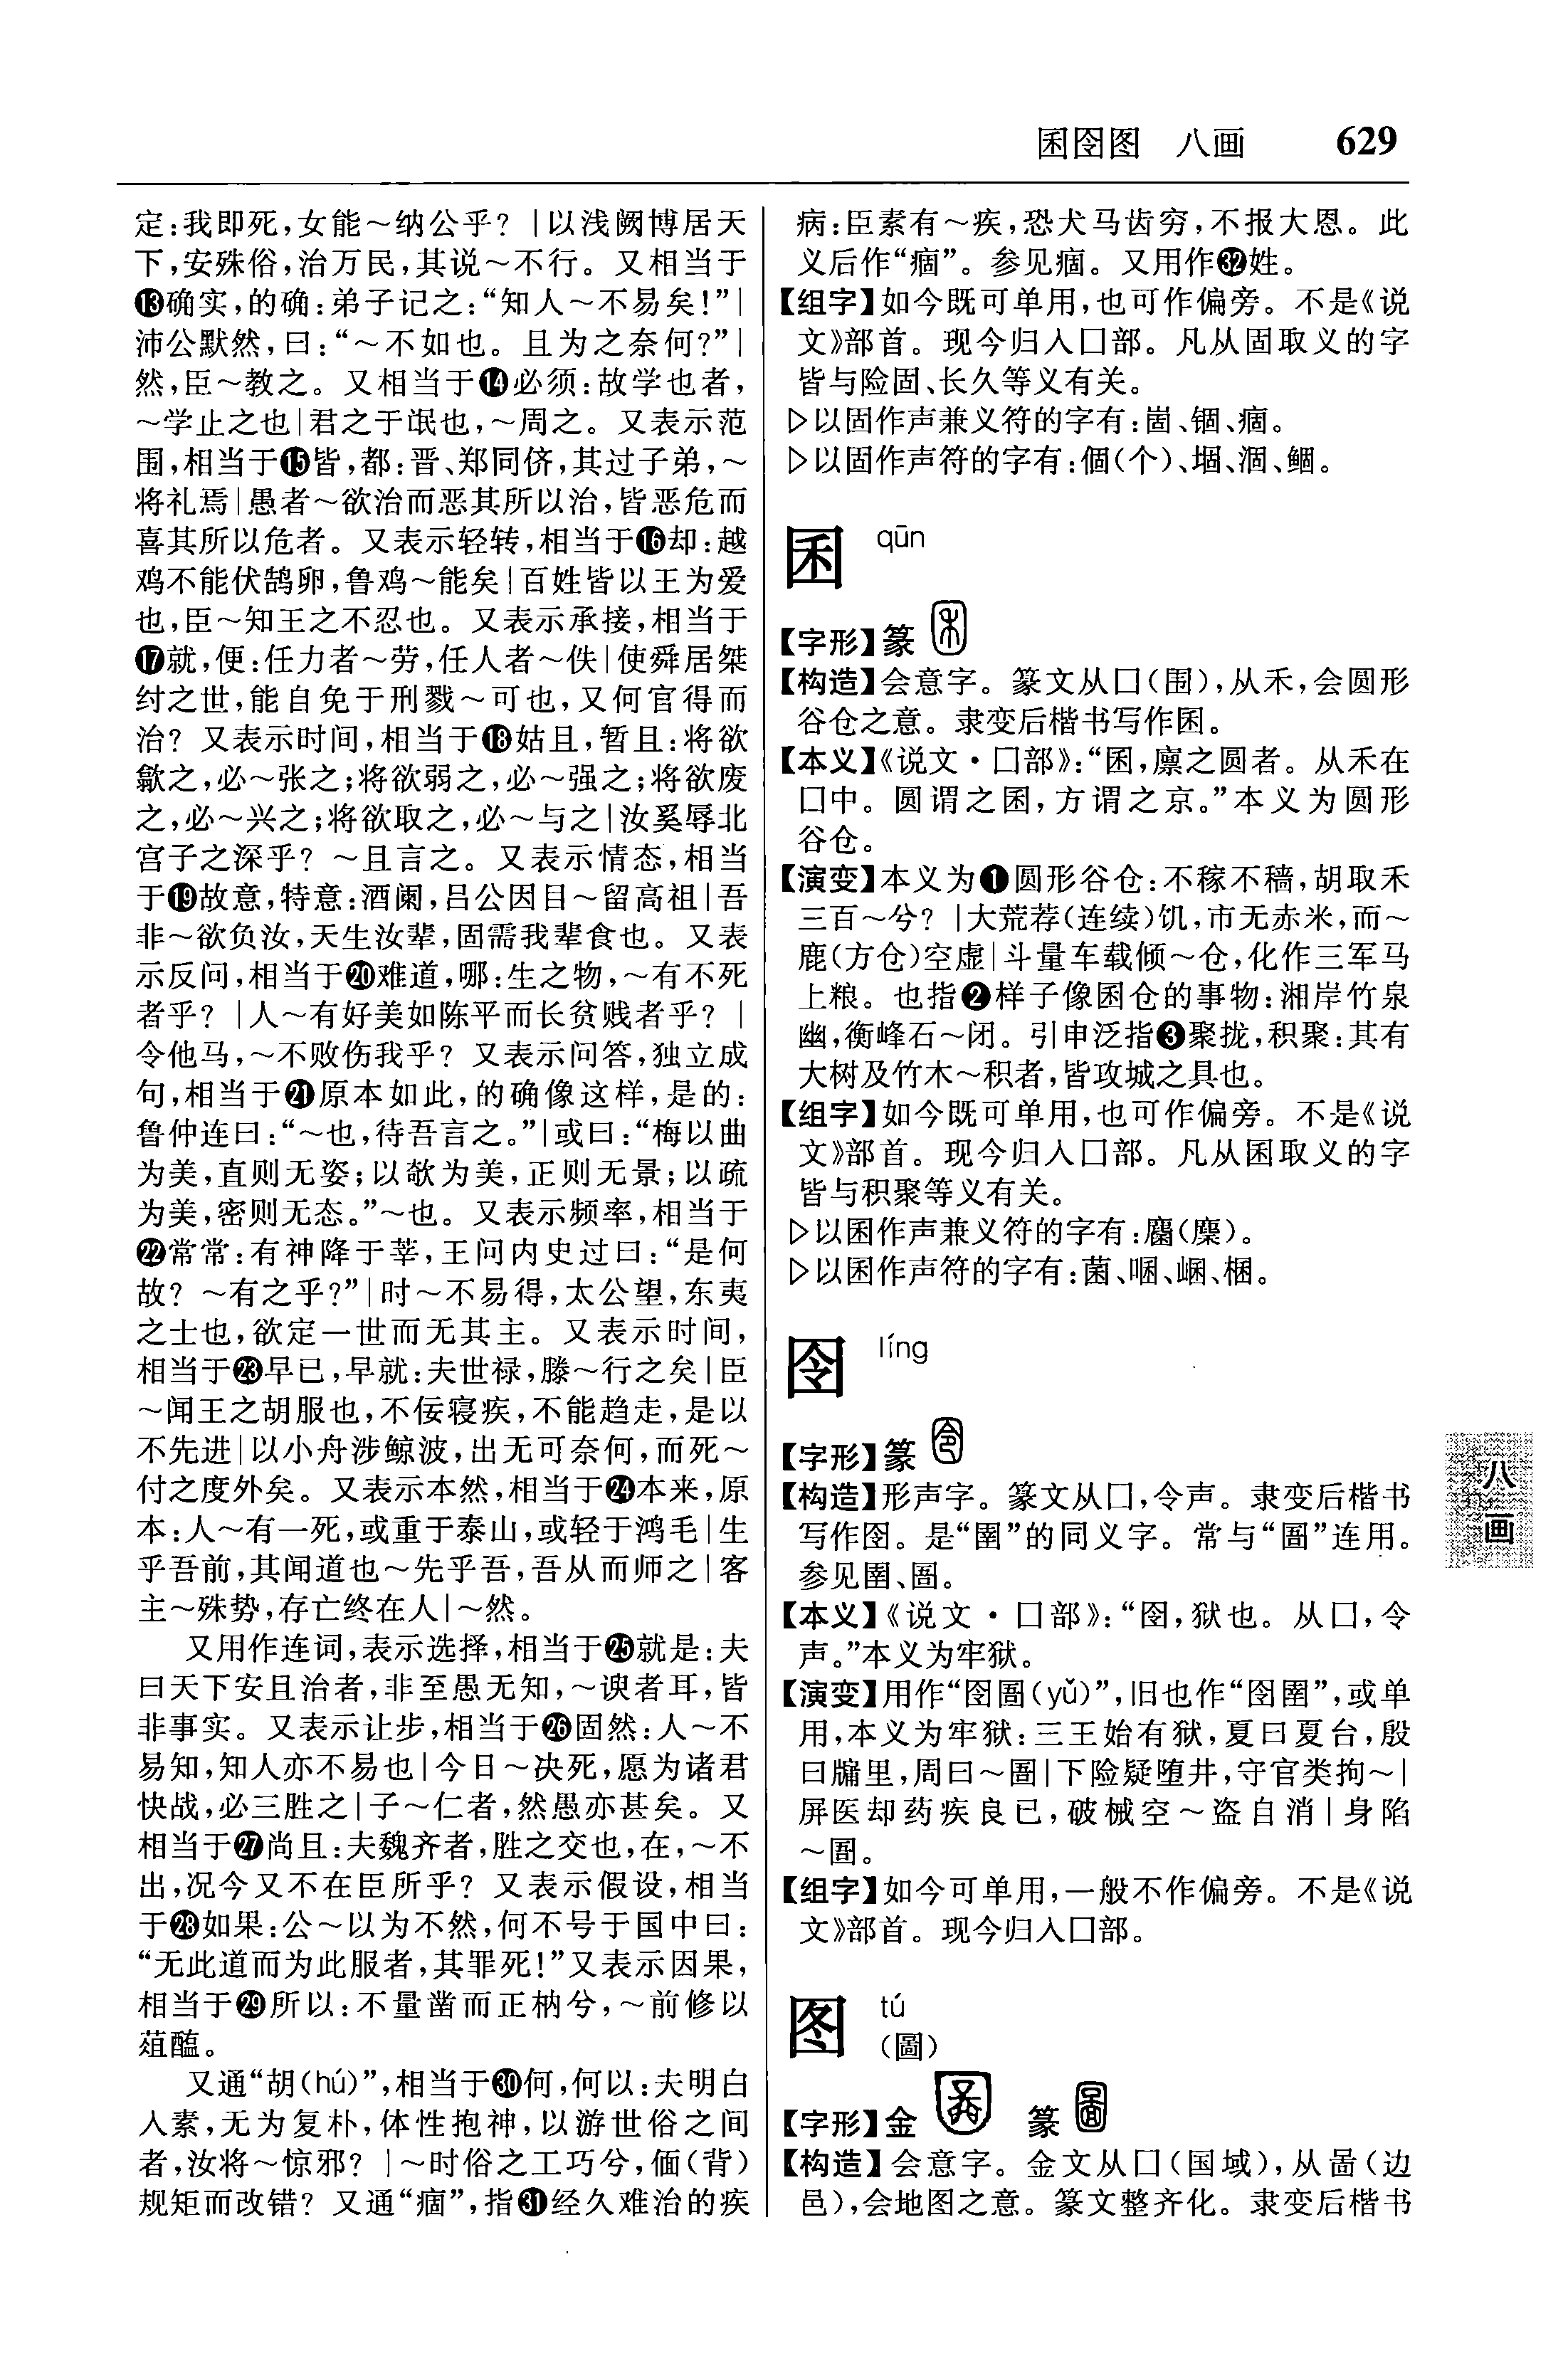 囷囹图 八画 629
定:我即死,女能～纳公乎? |以浅阙博居天
下,安殊俗,治万民,其说～不行。又相当于
⓭确实,的确:弟子记之:“知人～不易矣!”|
沛公默然,曰:“～不如也。且为之奈何?”|
然,臣～教之。又相当于⓮必须:故学也者,
～学止之也|君之于氓也,～周之。又表示范
围,相当于⓯皆,都:晋、郑同侪,其过子弟,～
将礼焉|愚者～欲治而恶其所以治,皆恶危而
喜其所以危者。又表示轻转,相当于⓰却:越
鸡不能伏鹄卵,鲁鸡～能矣|百姓皆以王为爱
也,臣～知王之不忍也。又表示承接,相当于
⓱就,便:任力者～劳,任人者～佚|使舜居桀
纣之世,能自免于刑戮～可也,又何官得而
治? 又表示时间,相当于⓲姑且,暂且:将欲
歙之,必～张之;将欲弱之,必～强之;将欲废
之,必～兴之;将欲取之,必～与之|汝奚辱北
宫子之深乎? ～且言之。又表示情态,相当
于⓳故意,特意:酒阑,吕公因目～留高祖|吾
非～欲负汝,天生汝辈,固需我辈食也。又表
示反问,相当于⓴难道,哪:生之物,～有不死
者乎? |人～有好美如陈平而长贫贱者乎? |
令他马,～不败伤我乎? 又表示问答,独立成
句,相当于㉑原本如此,的确像这样,是的:
鲁仲连曰:“～也,待吾言之。”|或曰:“梅以曲
为美,直则无姿;以欹为美,正则无景;以疏
为美,密则无态。”～也。又表示频率,相当于
㉒常常:有神降于莘,王问内史过曰:“是何
故? ～有之乎?”|时～不易得,太公望,东夷
之士也,欲定一世而无其主。又表示时间,
相当于㉓早已,早就:夫世禄,滕～行之矣|臣
～闻王之胡服也,不佞寝疾,不能趋走,是以
不先进|以小舟涉鲸波,出无可奈何,而死～
付之度外矣。又表示本然,相当于㉔本来,原
本:人～有一死,或重于泰山,或轻于鸿毛|生
乎吾前,其闻道也～先乎吾,吾从而师之|客
主～殊势,存亡终在人|～然。
又用作连词,表示选择,相当于㉕就是:夫
曰天下安且治者,非至愚无知,～谀者耳,皆
非事实。又表示让步,相当于㉖固然:人～不
易知,知人亦不易也|今日～决死,愿为诸君
快战,必三胜之|子～仁者,然愚亦甚矣。又
相当于㉗尚且:夫魏齐者,胜之交也,在,～不
出,况今又不在臣所乎? 又表示假设,相当
于㉘如果:公～以为不然,何不号于国中曰:
“无此道而为此服者,其罪死!”又表示因果,
相当于㉙所以:不量凿而正枘兮,～前修以
菹醢。
又通“胡(hú)”,相当于㉚何,何以:夫明白
入素,无为复朴,体性抱神,以游世俗之间
者,汝将～惊邪? |～时俗之工巧兮,偭(背)
规矩而改错? 又通“痼”,指㉛经久难治的疾
病:臣素有～疾,恐犬马齿穷,不报大恩。此
义后作“痼”。参见痼。又用作㉜姓。
【组字】如今既可单用,也可作偏旁。不是《说
文》部首。现今归入囗部。凡从固取义的字
皆与险固、长久等义有关。
▷以固作声兼义符的字有:崮、锢、痼。
▷以固作声符的字有:個(个)、堌、涸、鲴。
囷 qūn
【字形】篆
【构造】会意字。篆文从囗(围),从禾,会圆形
谷仓之意。隶变后楷书写作囷。
【本义】《说文·囗部》:“囷,廪之圆者。从禾在
囗中。圆谓之囷,方谓之京。”本义为圆形
谷仓。
【演变】本义为❶圆形谷仓:不稼不穑,胡取禾
三百～兮? |大荒荐(连续)饥,市无赤米,而～
鹿(方仓)空虚|斗量车载倾～仓,化作三军马
上粮。也指❷样子像囷仓的事物:湘岸竹泉
幽,衡峰石～闭。引申泛指❸聚拢,积聚:其有
大树及竹木～积者,皆攻城之具也。
【组字】如今既可单用,也可作偏旁。不是《说
文》部首。现今归入囗部。凡从囷取义的字
皆与积聚等义有关。
▷以囷作声兼义符的字有:麕(麇)。
▷以囷作声符的字有:菌、㖥、峮、梱。
囹 líng
【字形】篆
【构造】形声字。篆文从囗,令声。隶变后楷书
写作囹。是“圉”的同义字。常与“圄”连用。
参见圉、圄。
【本义】《说文·囗部》:“囹,狱也。从囗,令
声。”本义为牢狱。
【演变】用作“囹圄(yǔ)”,旧也作“囹圉”,或单
用,本义为牢狱:三王始有狱,夏曰夏台,殷
曰牖里,周曰～圄|下险疑堕井,守官类拘～|
屏医却药疾良已,破械空～盗自消|身陷
～圄。
【组字】如今可单用,一般不作偏旁。不是《说
文》部首。现今归入囗部。
图 tú
(圖)
【字形】金 篆
【构造】会意字。金文从囗(国域),从啚(边
邑),会地图之意。篆文整齐化。隶变后楷书
八画